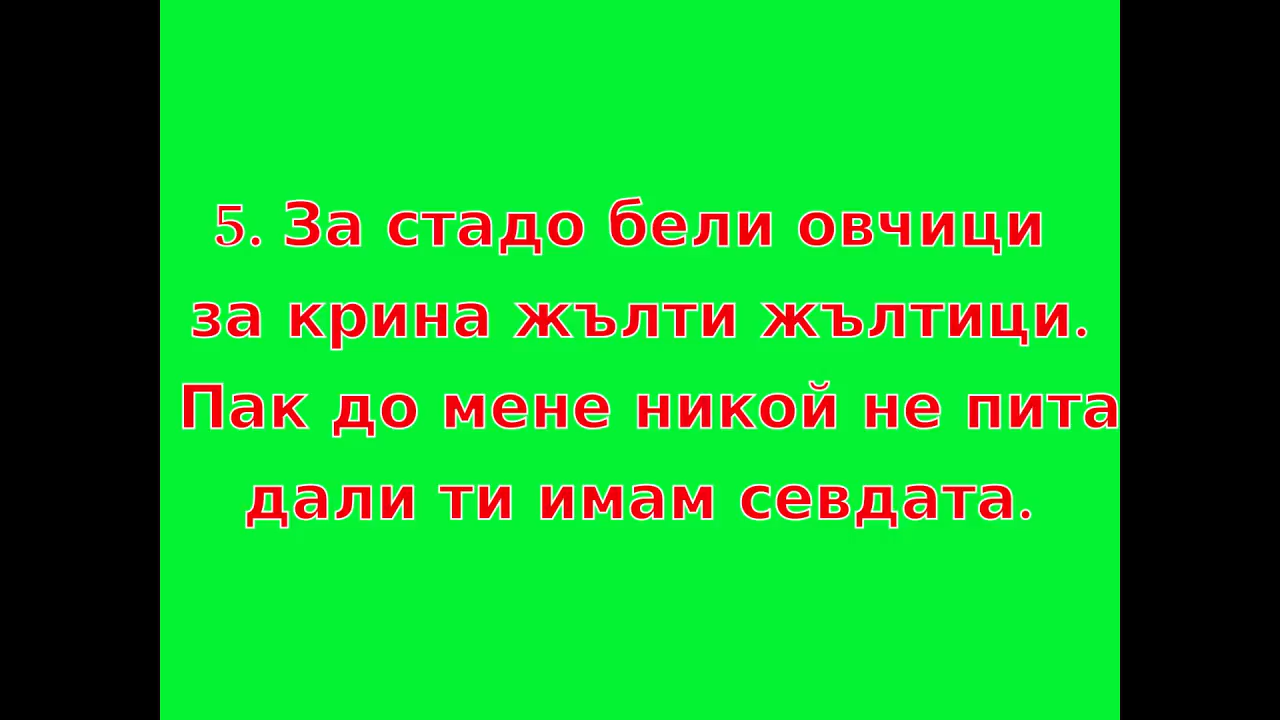 5. За стадо бели овчици
за крина жълти жълтици.
Пак до мене никой не пита
дали ти имам севдата.